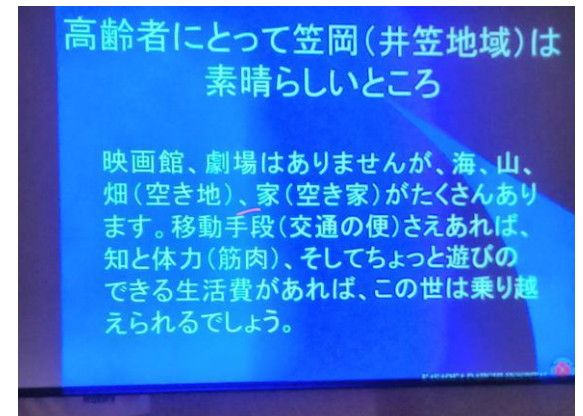 高齢者にとって笠岡（井笠地域）は
素晴らしいところ
映画館、劇場はありませんが、海、山、
畑（空き地）、家（空き家）がたくさんあり
ます。移動手段（交通の便）さえあれば、
知と体力（筋肉）、そしてちょっと遊びの
できる生活費があれば、この世は乗り越
えられるでしょう。